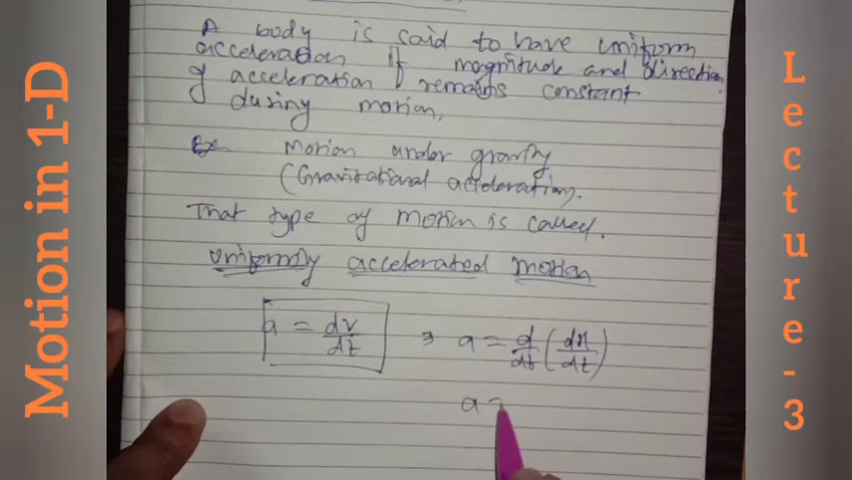 Motion in 1-D
A body is said to have uniform
acceleration if magnitude and direction
of acceleration remains constant
during motion,
Ex Motion under gravity
(Gravitational acceleration).
That type of motion is called.
Uniformly accelerated motion
a = dv/dt ⇒ a = d/dt (dx/dt)
a =
Lecture-3